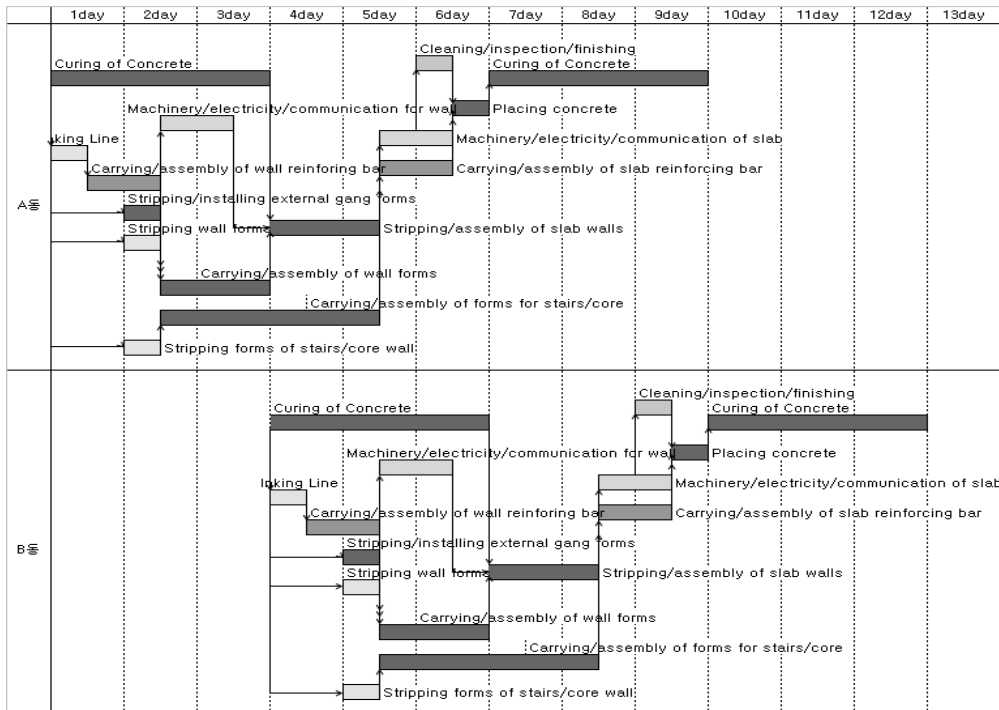 1day 2day 3day 4day 5day 6day 7day 8day 9day 10day 11day 12day 13day
Cleaning/inspection/finishing
Curing of Concrete
Curing of Concrete
Machinery/electricity/communication for wall
Placing concrete
Inking Line
Machinery/electricity/communication of slab
Carrying/assembly of wall reinforing bar
Carrying/assembly of slab reinforcing bar
A동
Stripping/installing external gang forms
Stripping wall forms
Stripping/assembly of slab walls
Carrying/assembly of wall forms
Carrying/assembly of forms for stairs/core
Stripping forms of stairs/core wall
Cleaning/inspection/finishing
Curing of Concrete
Curing of Concrete
Machinery/electricity/communication for wall
Placing concrete
Inking Line
Machinery/electricity/communication of slab
Carrying/assembly of wall reinforing bar
Carrying/assembly of slab reinforcing bar
B동
Stripping/installing external gang forms
Stripping wall forms
Stripping/assembly of slab walls
Carrying/assembly of wall forms
Carrying/assembly of forms for stairs/core
Stripping forms of stairs/core wall